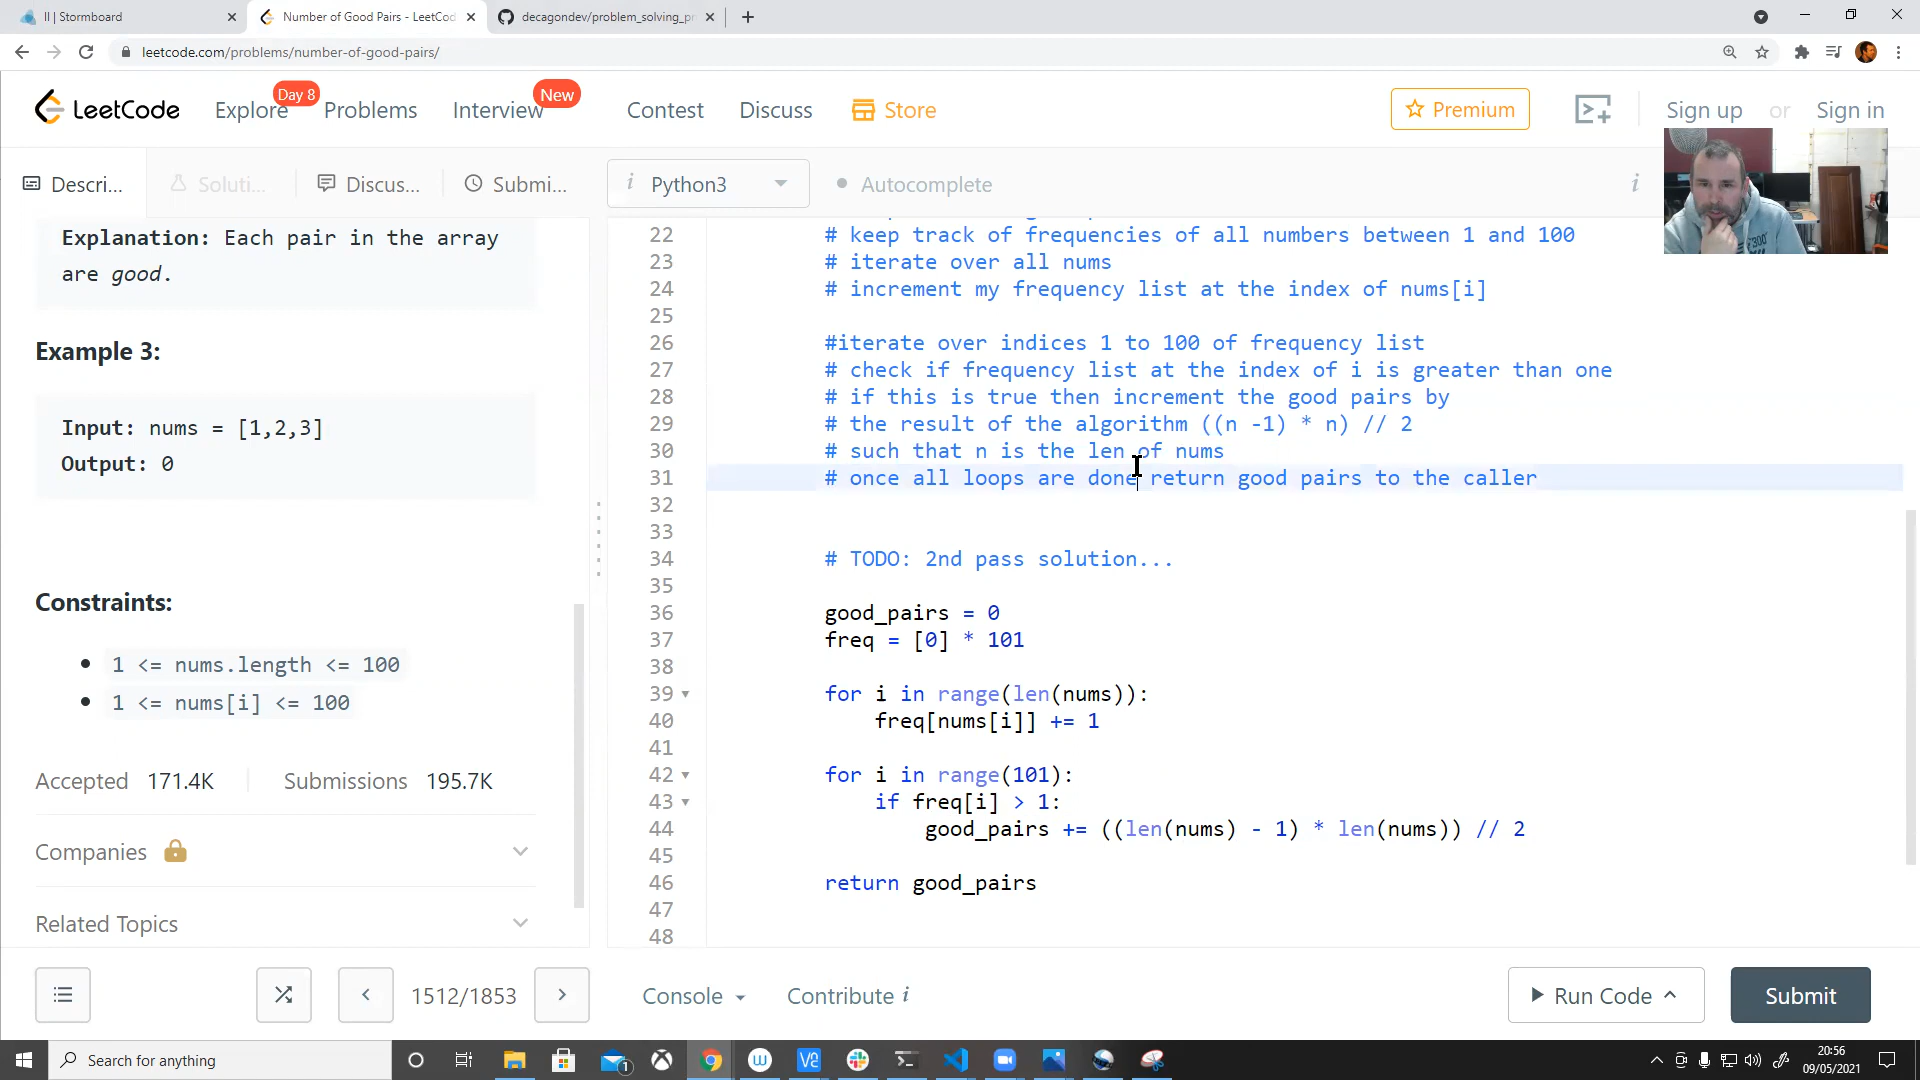 ll | Stormboard
Number of Good Pairs - LeetCod
decagondev/problem_solving_pr
leetcode.com/problems/number-of-good-pairs/
LeetCode
Explore
Day 8
Problems
Interview
New
Contest
Discuss
Store
Premium
Sign up
or
Sign in
Descri...
Soluti...
Discus...
Submi...
i Python3
Autocomplete
i
Explanation: Each pair in the array
are good.
Example 3:
Input: nums = [1,2,3]
Output: 0
Constraints:
1 <= nums.length <= 100
1 <= nums[i] <= 100
Accepted 171.4K
Submissions 195.7K
Companies
Related Topics
22 # keep track of frequencies of all numbers between 1 and 100
23 # iterate over all nums
24 # increment my frequency list at the index of nums[i]
25
26 #iterate over indices 1 to 100 of frequency list
27 # check if frequency list at the index of i is greater than one
28 # if this is true then increment the good pairs by
29 # the result of the algorithm ((n -1) * n) // 2
30 # such that n is the len of nums
31 # once all loops are done return good pairs to the caller
32
33
34 # TODO: 2nd pass solution...
35
36 good_pairs = 0
37 freq = [0] * 101
38
39 for i in range(len(nums)):
40 freq[nums[i]] += 1
41
42 for i in range(101):
43 if freq[i] > 1:
44 good_pairs += ((len(nums) - 1) * len(nums)) // 2
45
46 return good_pairs
47
48
1512/1853
Console
Contribute i
Run Code
Submit
Search for anything
20:56
09/05/2021